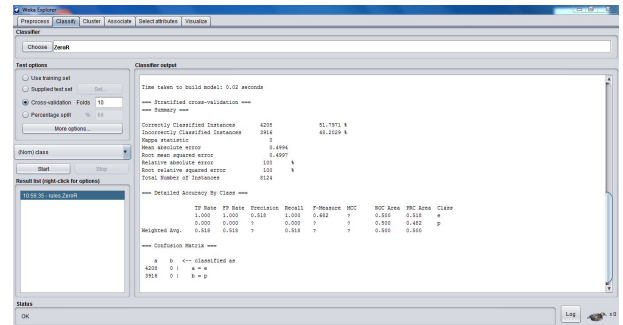 Weka Explorer
Preprocess Classify Cluster Associate Select attributes Visualize
Classifier
Choose ZeroR
Test options
Use training set
Supplied test set Set...
Cross-validation Folds 10
Percentage split % 66
More options...
(Nom) class
Start Stop
Result list (right-click for options)
10:59:35 - rules.ZeroR
Classifier output
Time taken to build model: 0.02 seconds
=== Stratified cross-validation ===
=== Summary ===
Correctly Classified Instances 4208 51.7971 %
Incorrectly Classified Instances 3916 48.2029 %
Kappa statistic 0
Mean absolute error 0.4994
Root mean squared error 0.4997
Relative absolute error 100 %
Root relative squared error 100 %
Total Number of Instances 8124
=== Detailed Accuracy By Class ===
TP Rate FP Rate Precision Recall F-Measure MCC ROC Area PRC Area Class
1.000 1.000 0.518 1.000 0.682 ? 0.500 0.518 e
0.000 0.000 ? 0.000 ? ? 0.500 0.482 p
Weighted Avg. 0.518 0.518 ? 0.518 ? ? 0.500 0.500
=== Confusion Matrix ===
a b <-- classified as
4208 0 | a = e
3916 0 | b = p
Status
OK
Log
x 0